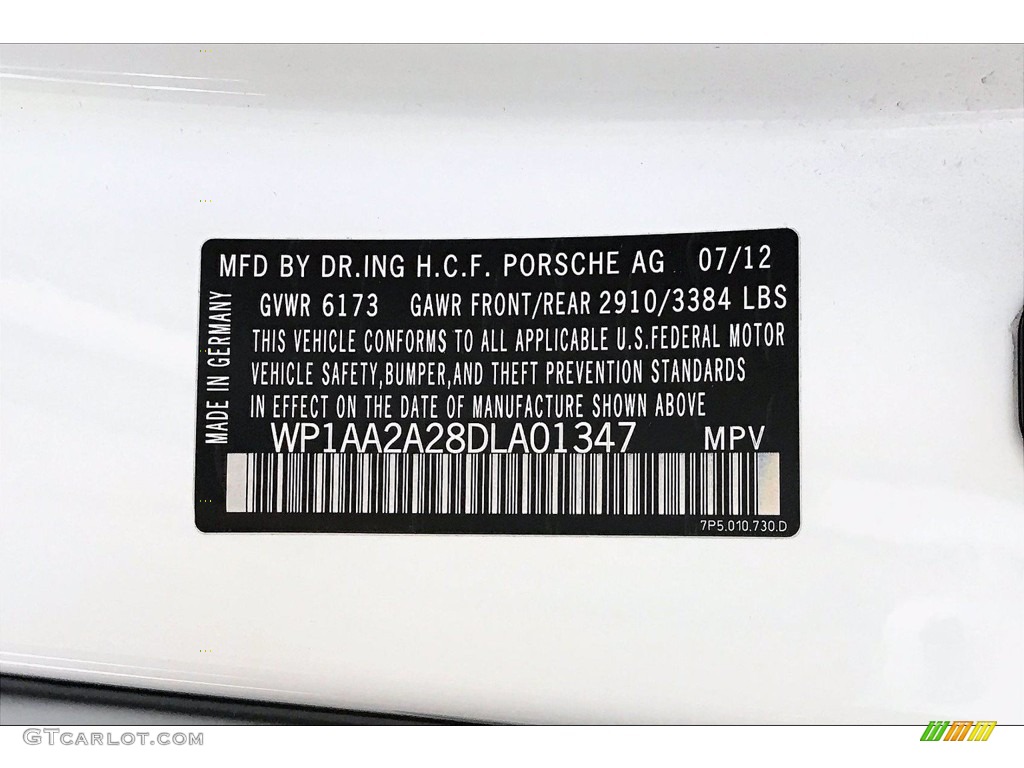 MFD BY DR.ING H.C.F. PORSCHE AG 07/12
GVWR 6173 GAWR FRONT/REAR 2910/3384 LBS
THIS VEHICLE CONFORMS TO ALL APPLICABLE U.S.FEDERAL MOTOR
VEHICLE SAFETY,BUMPER,AND THEFT PREVENTION STANDARDS
IN EFFECT ON THE DATE OF MANUFACTURE SHOWN ABOVE
MADE IN GERMANY
WP1AA2A28DLA01347 MPV
7P5.010.730.D
GTCARLOT.COM